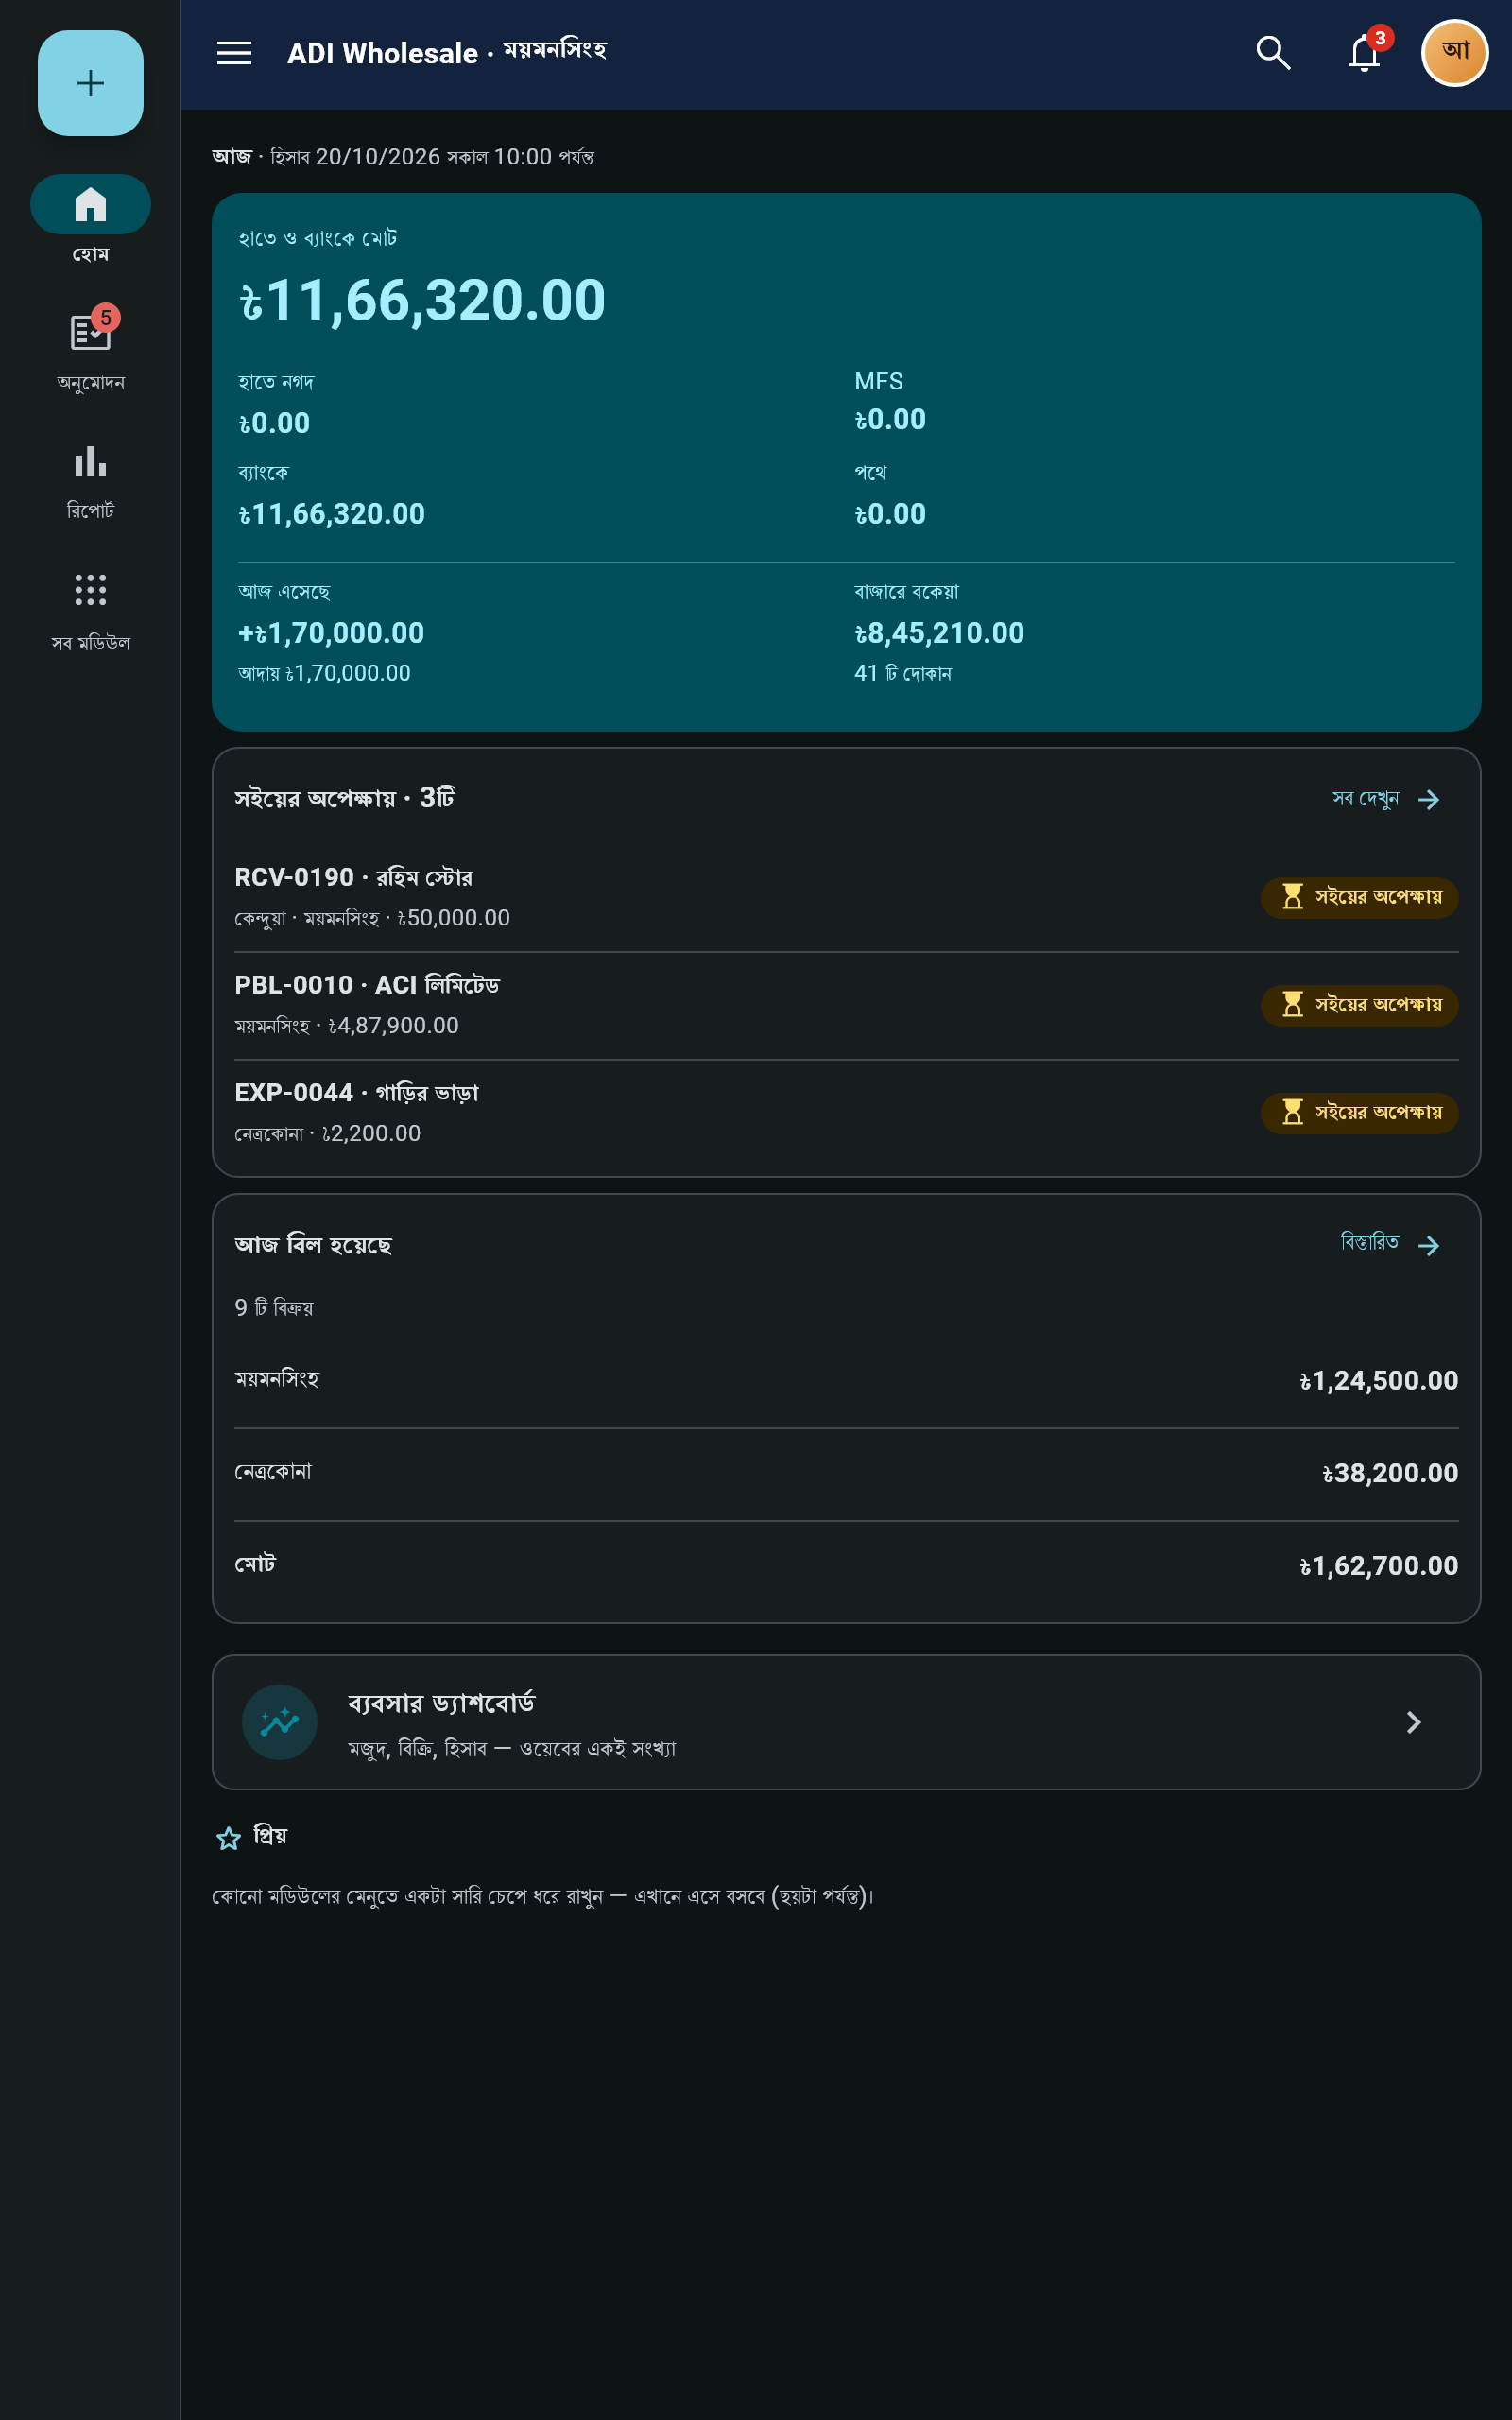 ADI Wholesale · ময়মনসিংহ
3
আ
হোম
5
অনুমোদন
রিপোর্ট
সব মডিউল
আজ · হিসাব 20/10/2026 সকাল 10:00 পর্যন্ত
হাতে ও ব্যাংকে মোট
৳11,66,320.00
হাতে নগদ
৳0.00
MFS
৳0.00
ব্যাংকে
৳11,66,320.00
পথে
৳0.00
আজ এসেছে
+৳1,70,000.00
আদায় ৳1,70,000.00
বাজারে বকেয়া
৳8,45,210.00
41 টি দোকান
সইয়ের অপেক্ষায় · 3টি
সব দেখুন
RCV-0190 · রহিম স্টোর
কেন্দুয়া · ময়মনসিংহ · ৳50,000.00
সইয়ের অপেক্ষায়
PBL-0010 · ACI লিমিটেড
ময়মনসিংহ · ৳4,87,900.00
সইয়ের অপেক্ষায়
EXP-0044 · গাড়ির ভাড়া
নেত্রকোনা · ৳2,200.00
সইয়ের অপেক্ষায়
আজ বিল হয়েছে
বিস্তারিত
9 টি বিক্রয়
ময়মনসিংহ ৳1,24,500.00
নেত্রকোনা ৳38,200.00
মোট ৳1,62,700.00
ব্যবসার ড্যাশবোর্ড
মজুদ, বিক্রি, হিসাব — ওয়েবের একই সংখ্যা
প্রিয়
কোনো মডিউলের মেনুতে একটা সারি চেপে ধরে রাখুন — এখানে এসে বসবে (ছয়টা পর্যন্ত)।